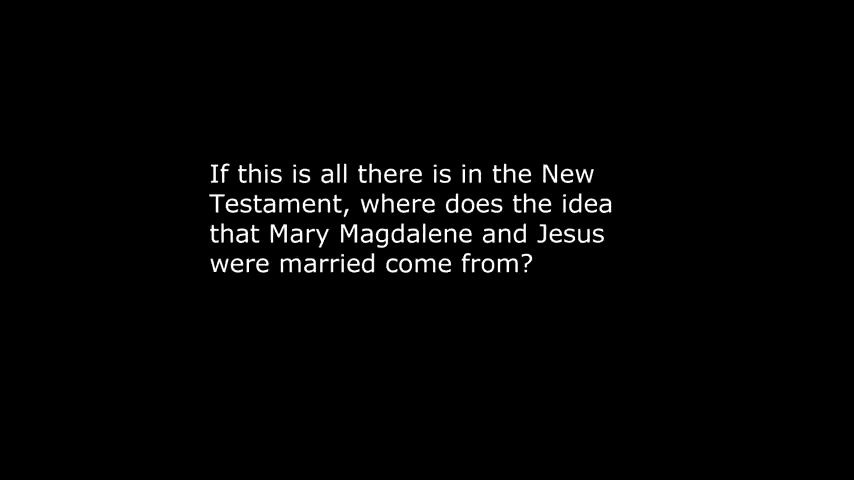 If this is all there is in the New
Testament, where does the idea
that Mary Magdalene and Jesus
were married come from?